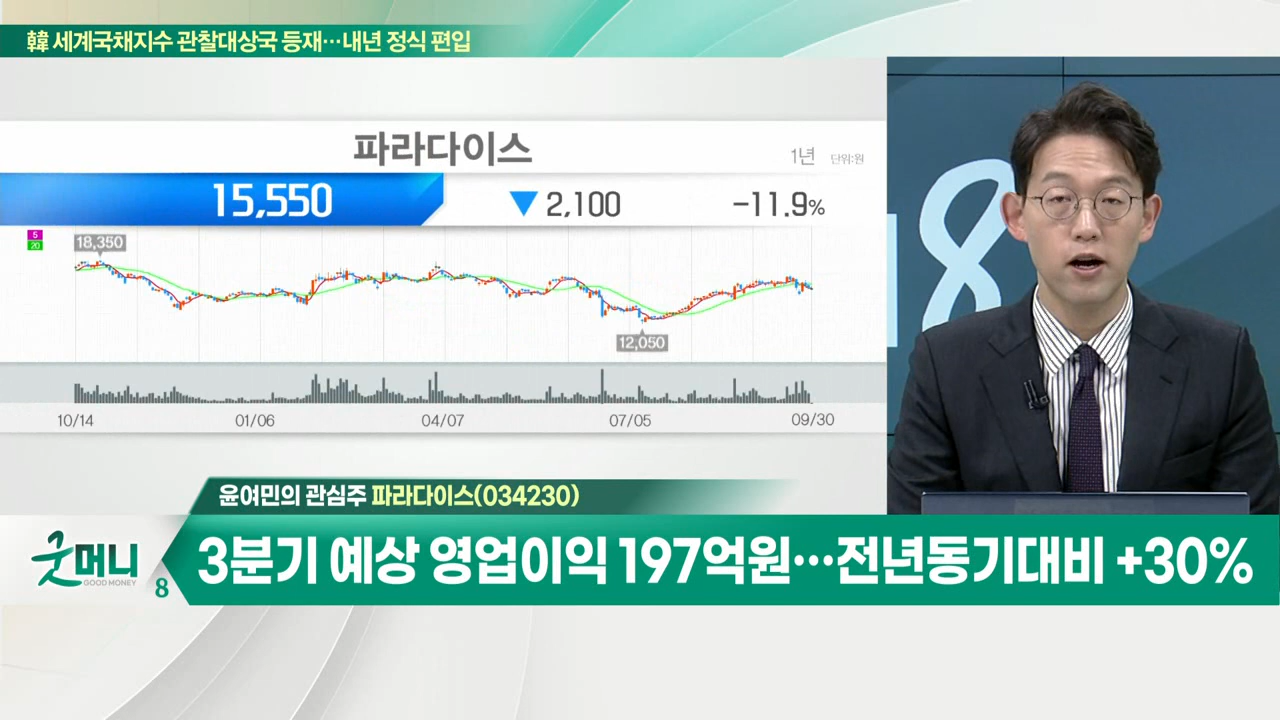 韓 세계국채지수 관찰대상국 등재…내년 정식 편입
파라다이스
1년 단위:원
15,550 ▼ 2,100 -11.9%
5
20
18,350
12,050
10/14 01/06 04/07 07/05 09/30
8
윤여민의 관심주 파라다이스(034230)
굿머니
GOOD MONEY
8
3분기 예상 영업이익 197억원…전년동기대비 +30%